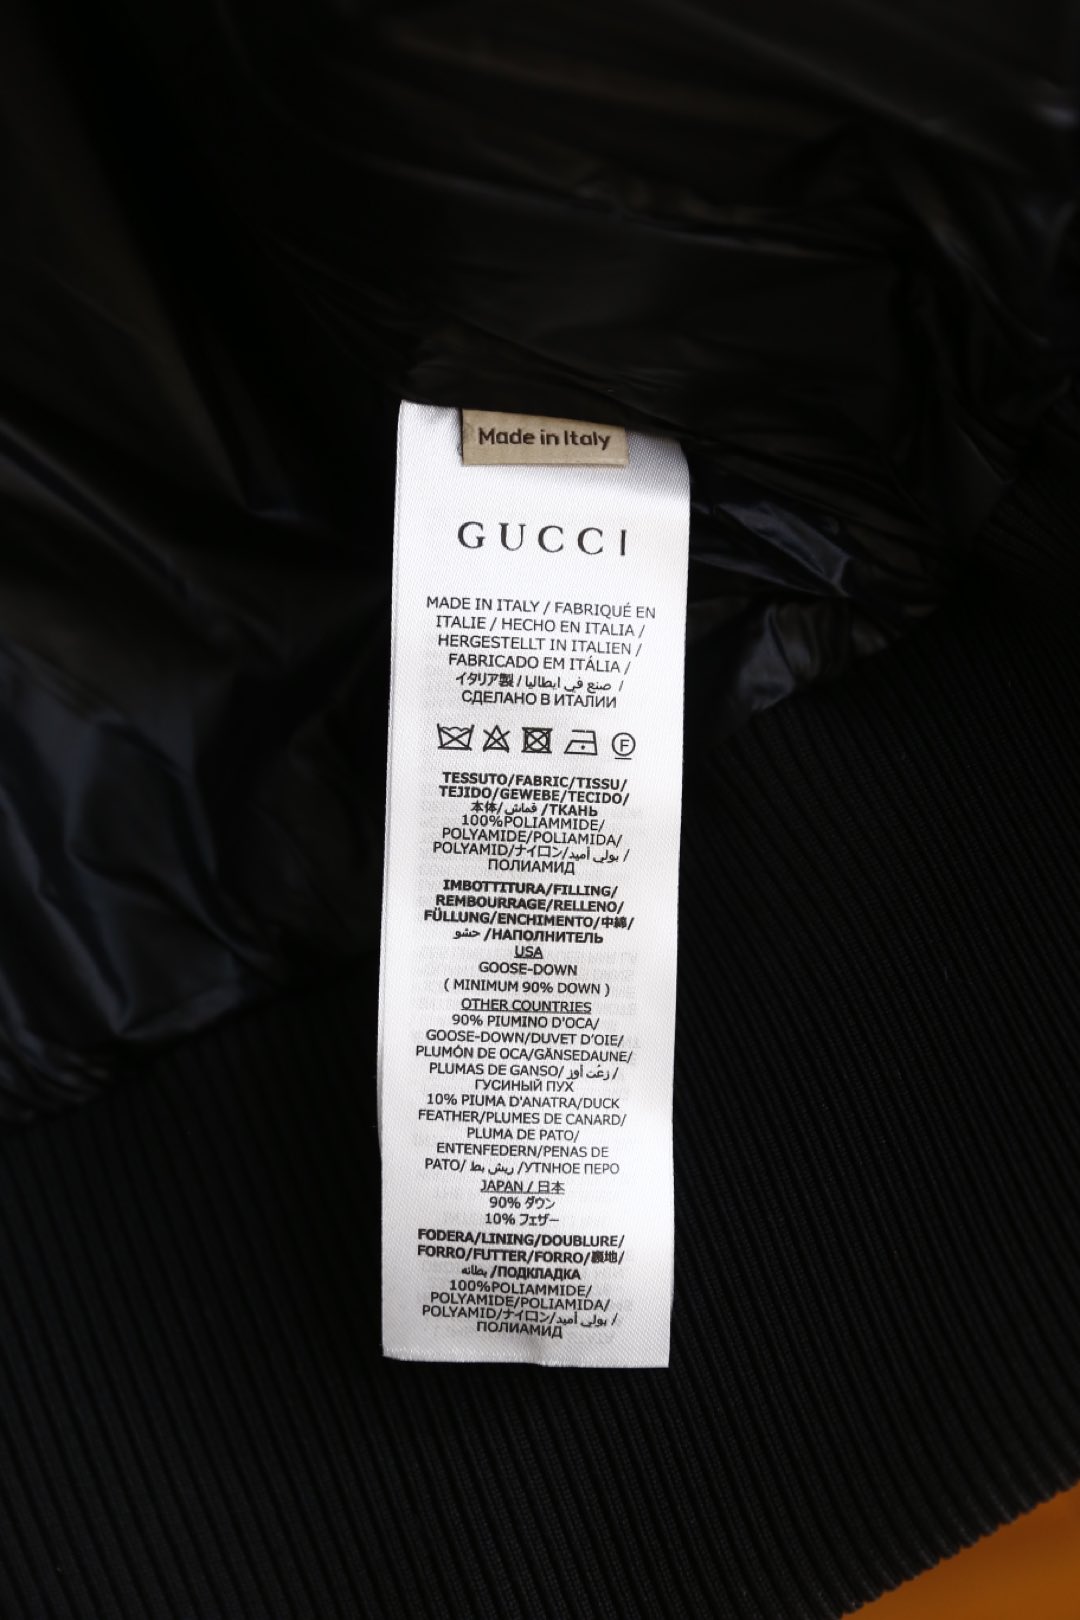 Made in Italy
GUCCI
MADE IN ITALY / FABRIQUÉ EN
ITALIE / HECHO EN ITALIA /
HERGESTELLT IN ITALIEN /
FABRICADO EM ITÁLIA /
イタリア製 / صنع في ايطاليا /
СДЕЛАНО В ИТАЛИИ
F
TESSUTO/FABRIC/TISSU/
TEJIDO/GEWEBE/TECIDO/
本体/ قماش /ТКАНЬ
100%POLIAMMIDE/
POLYAMIDE/POLIAMIDA/
POLYAMID/ナイロン/بولي أميد /
ПОЛИАМИД
IMBOTTITURA/FILLING/
REMBOURRAGE/RELLENO/
FÜLLUNG/ENCHIMENTO/中綿/
حشو /НАПОЛНИТЕЛЬ
USA
GOOSE-DOWN
( MINIMUM 90% DOWN )
OTHER COUNTRIES
90% PIUMINO D'OCA/
GOOSE-DOWN/DUVET D'OIE/
PLUMÓN DE OCA/GÄNSEDAUNE/
PLUMAS DE GANSO/ زغب أوز /
ГУСИНЫЙ ПУХ
10% PIUMA D'ANATRA/DUCK
FEATHER/PLUMES DE CANARD/
PLUMA DE PATO/
ENTENFEDERN/PENAS DE
PATO/ ريش بط /УТNНОЕ ПЕРО
JAPAN / 日本
90% ダウン
10% フェザー
FODERA/LINING/DOUBLURE/
FORRO/FUTTER/FORRO/裏地/
بطانه /ПОДКЛАДКА
100%POLIAMMIDE/
POLYAMIDE/POLIAMIDA/
POLYAMID/ナイロン/بولي أميد /
ПОЛИАМИД